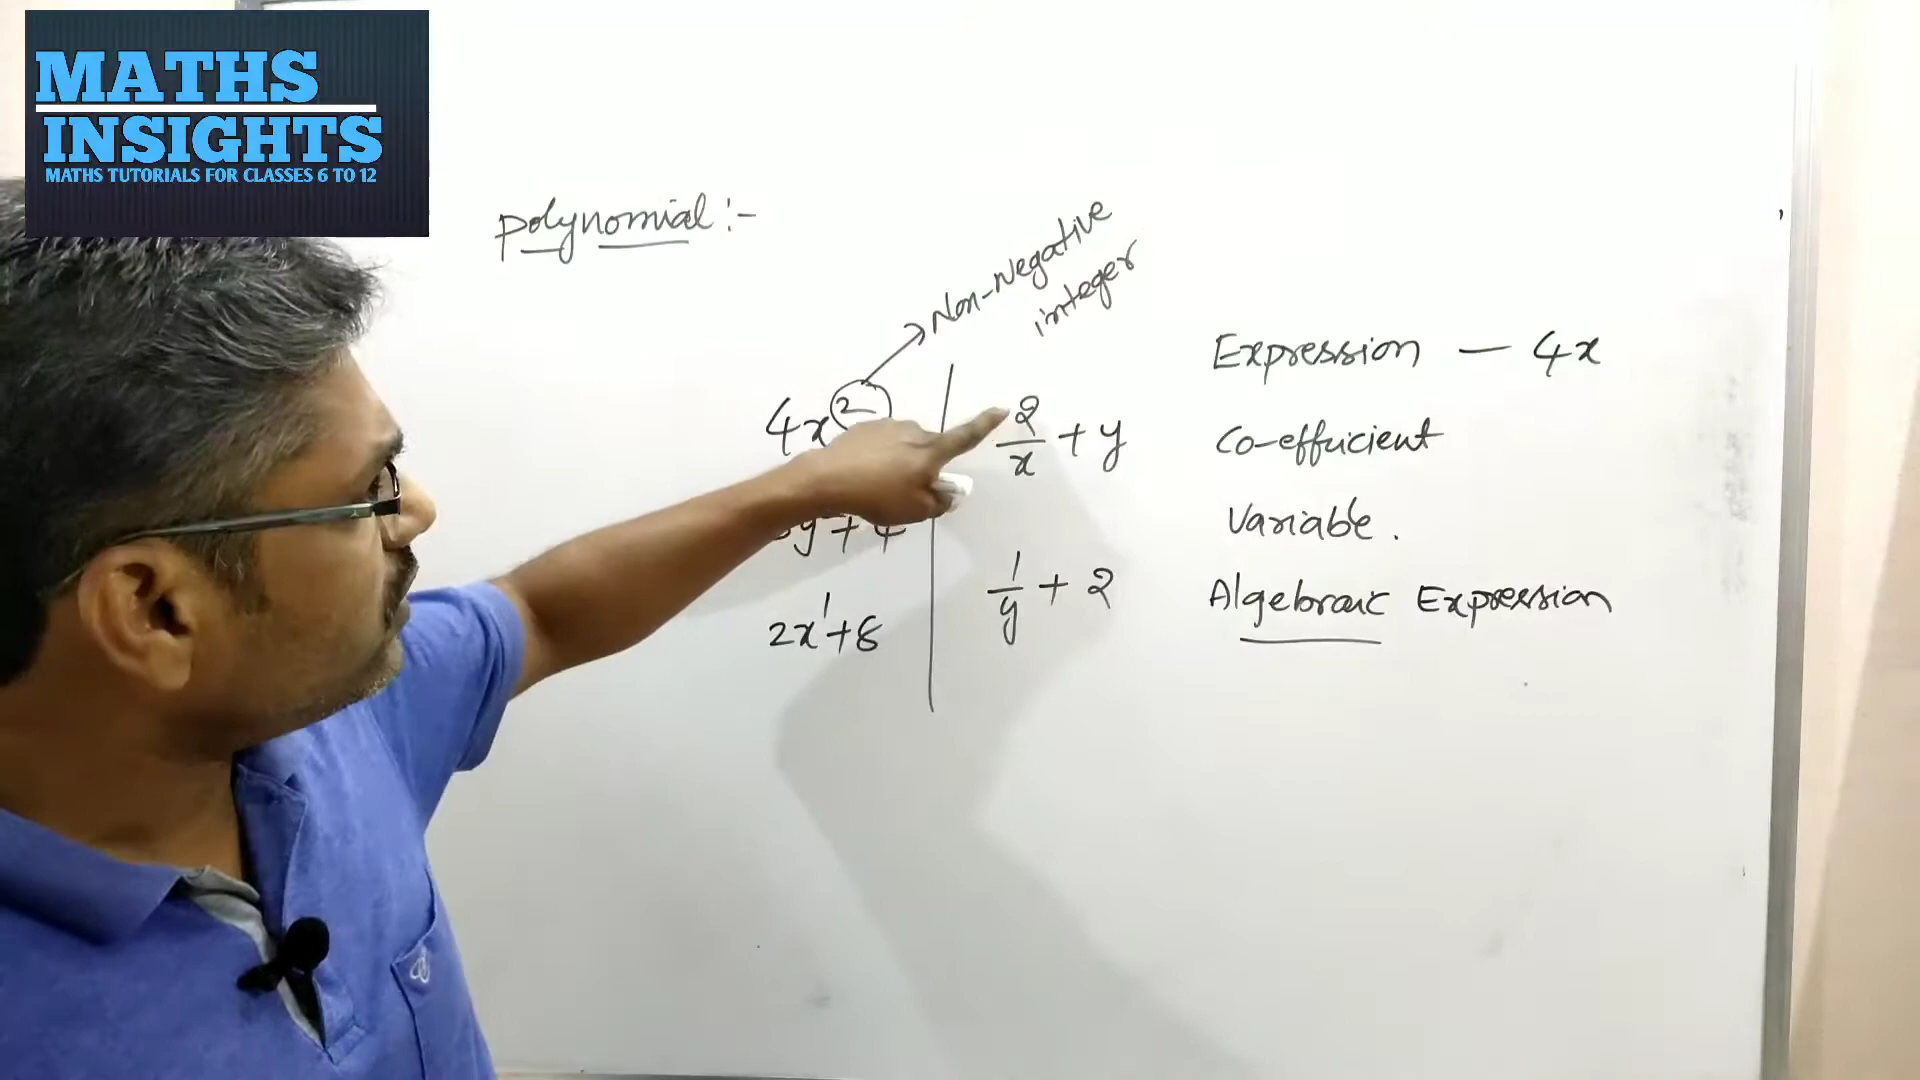 MATHS
INSIGHTS
MATHS TUTORIALS FOR CLASSES 6 TO 12
Polynomial :-
Non-Negative
integer
4x²
y + 4
2x¹+8
2/x + y
1/y + 2
Expression — 4x
Co-efficient
Variable.
Algebraic Expression